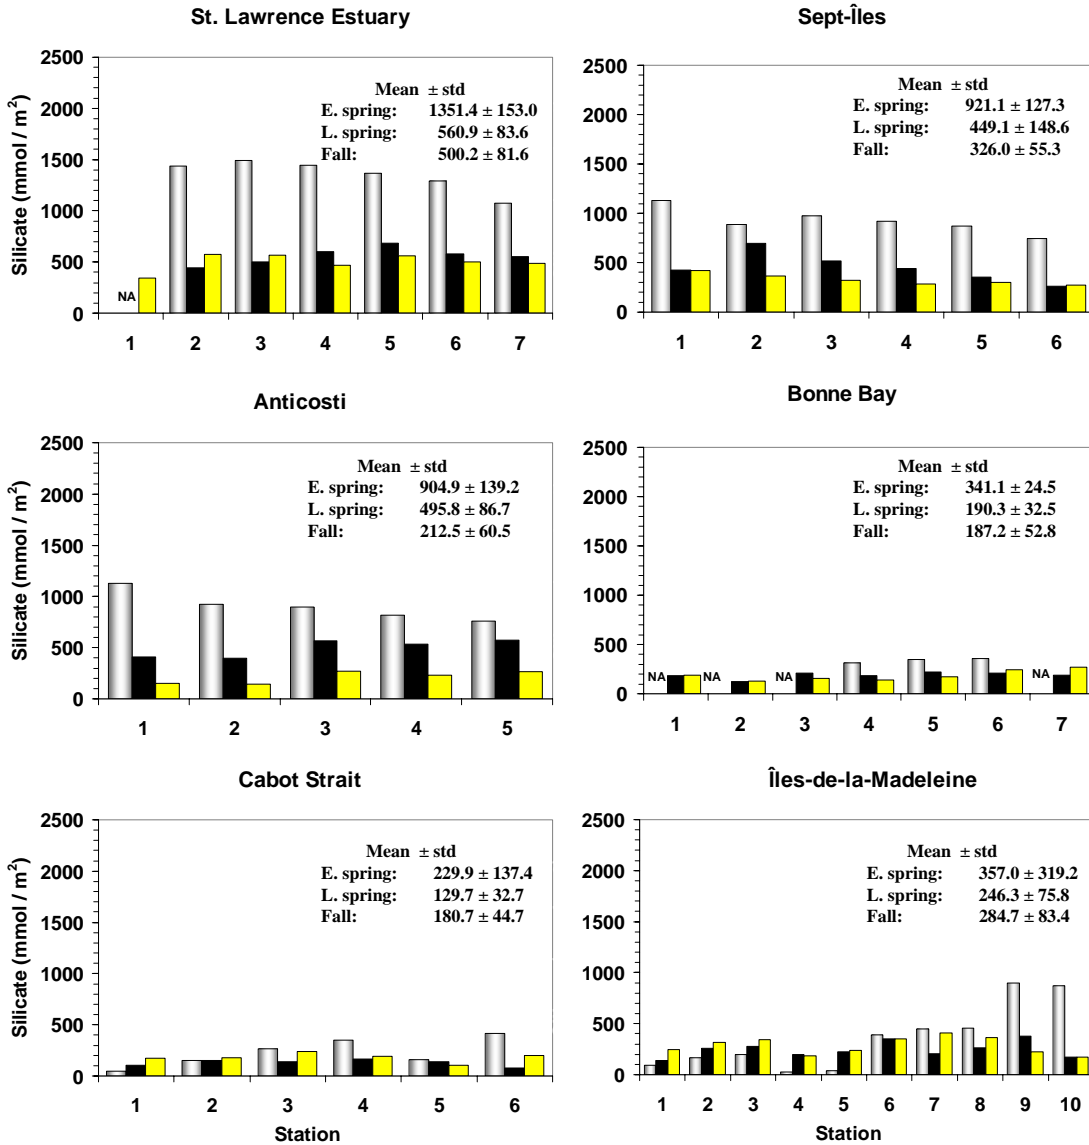 St. Lawrence Estuary
Silicate (mmol / m2)
2500
2000
1500
1000
500
0
Mean ± std
E. spring: 1351.4 ± 153.0
L. spring: 560.9 ± 83.6
Fall: 500.2 ± 81.6
NA
1 2 3 4 5 6 7
Sept-Îles
2500
2000
1500
1000
500
0
Mean ± std
E. spring: 921.1 ± 127.3
L. spring: 449.1 ± 148.6
Fall: 326.0 ± 55.3
1 2 3 4 5 6
Anticosti
Silicate (mmol / m2)
2500
2000
1500
1000
500
0
Mean ± std
E. spring: 904.9 ± 139.2
L. spring: 495.8 ± 86.7
Fall: 212.5 ± 60.5
1 2 3 4 5
Bonne Bay
2500
2000
1500
1000
500
0
Mean ± std
E. spring: 341.1 ± 24.5
L. spring: 190.3 ± 32.5
Fall: 187.2 ± 52.8
NA NA NA NA
1 2 3 4 5 6 7
Cabot Strait
Silicate (mmol / m2)
2500
2000
1500
1000
500
0
Mean ± std
E. spring: 229.9 ± 137.4
L. spring: 129.7 ± 32.7
Fall: 180.7 ± 44.7
1 2 3 4 5 6
Station
Îles-de-la-Madeleine
2500
2000
1500
1000
500
0
Mean ± std
E. spring: 357.0 ± 319.2
L. spring: 246.3 ± 75.8
Fall: 284.7 ± 83.4
1 2 3 4 5 6 7 8 9 10
Station